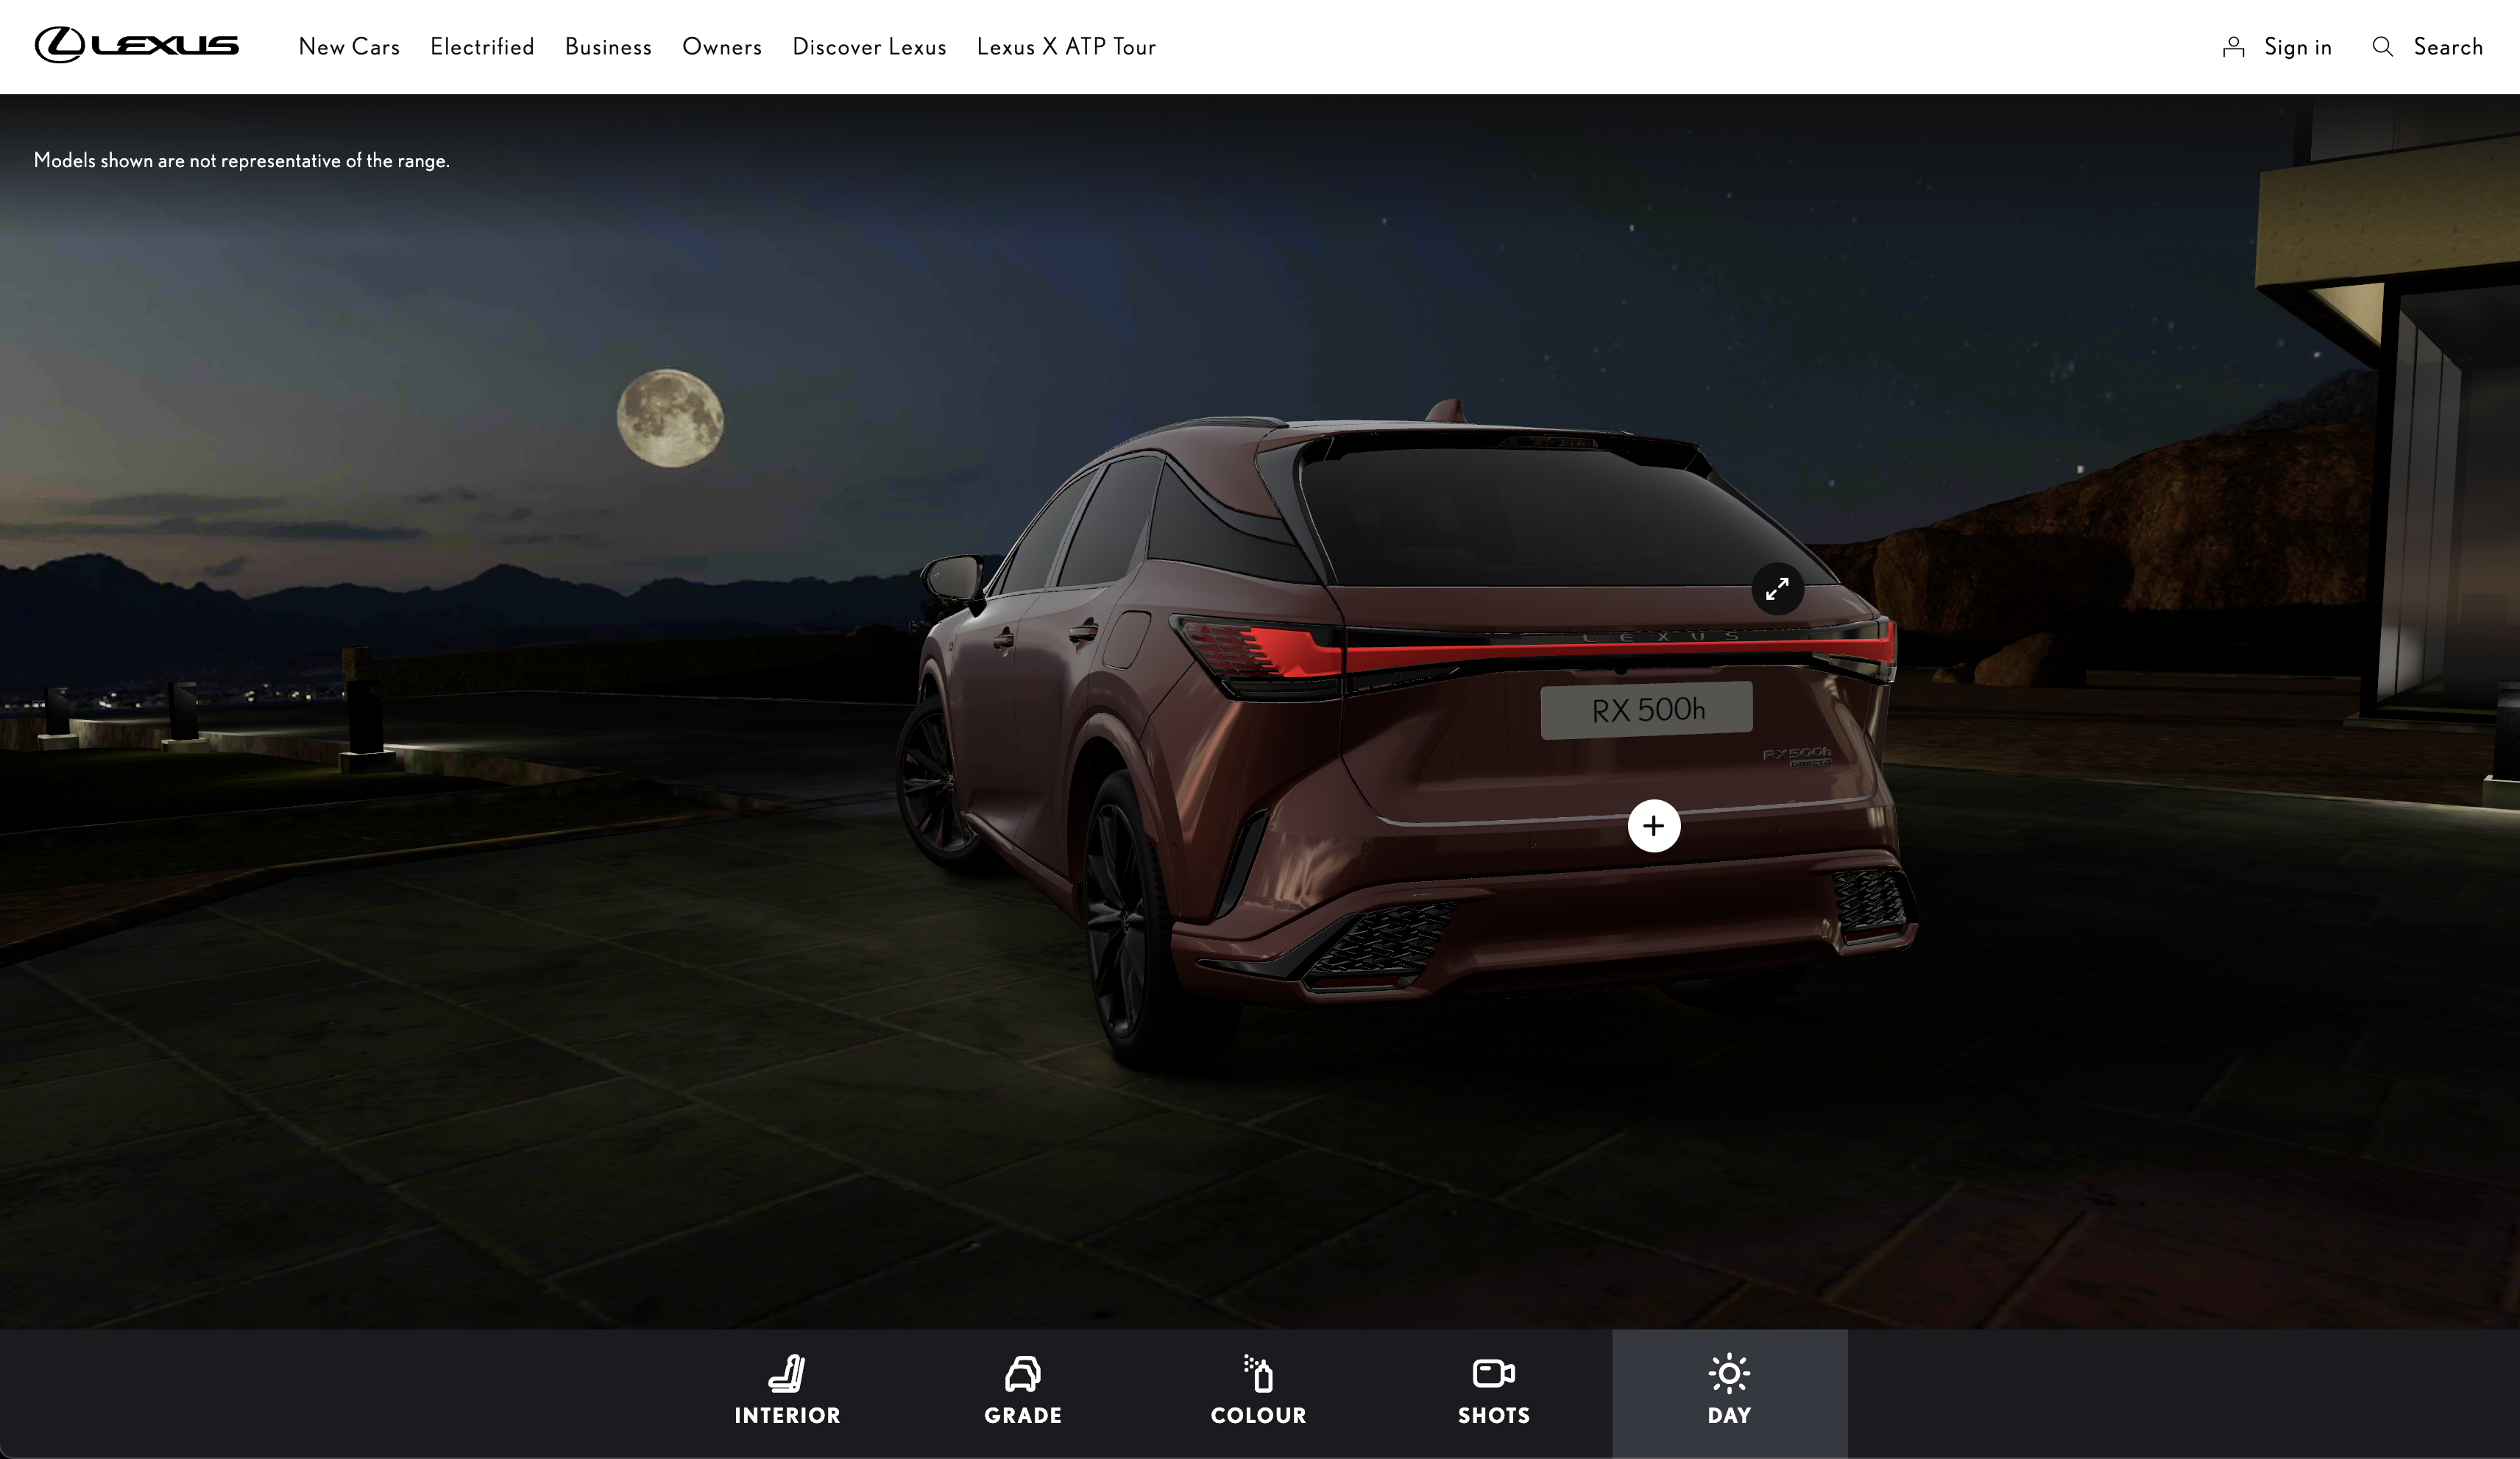 LEXUS New Cars Electrified Business Owners Discover Lexus Lexus X ATP Tour Sign in Search
Models shown are not representative of the range.
LEXUS
RX 500h
RX500h
DIRECT4
INTERIOR GRADE COLOUR SHOTS DAY